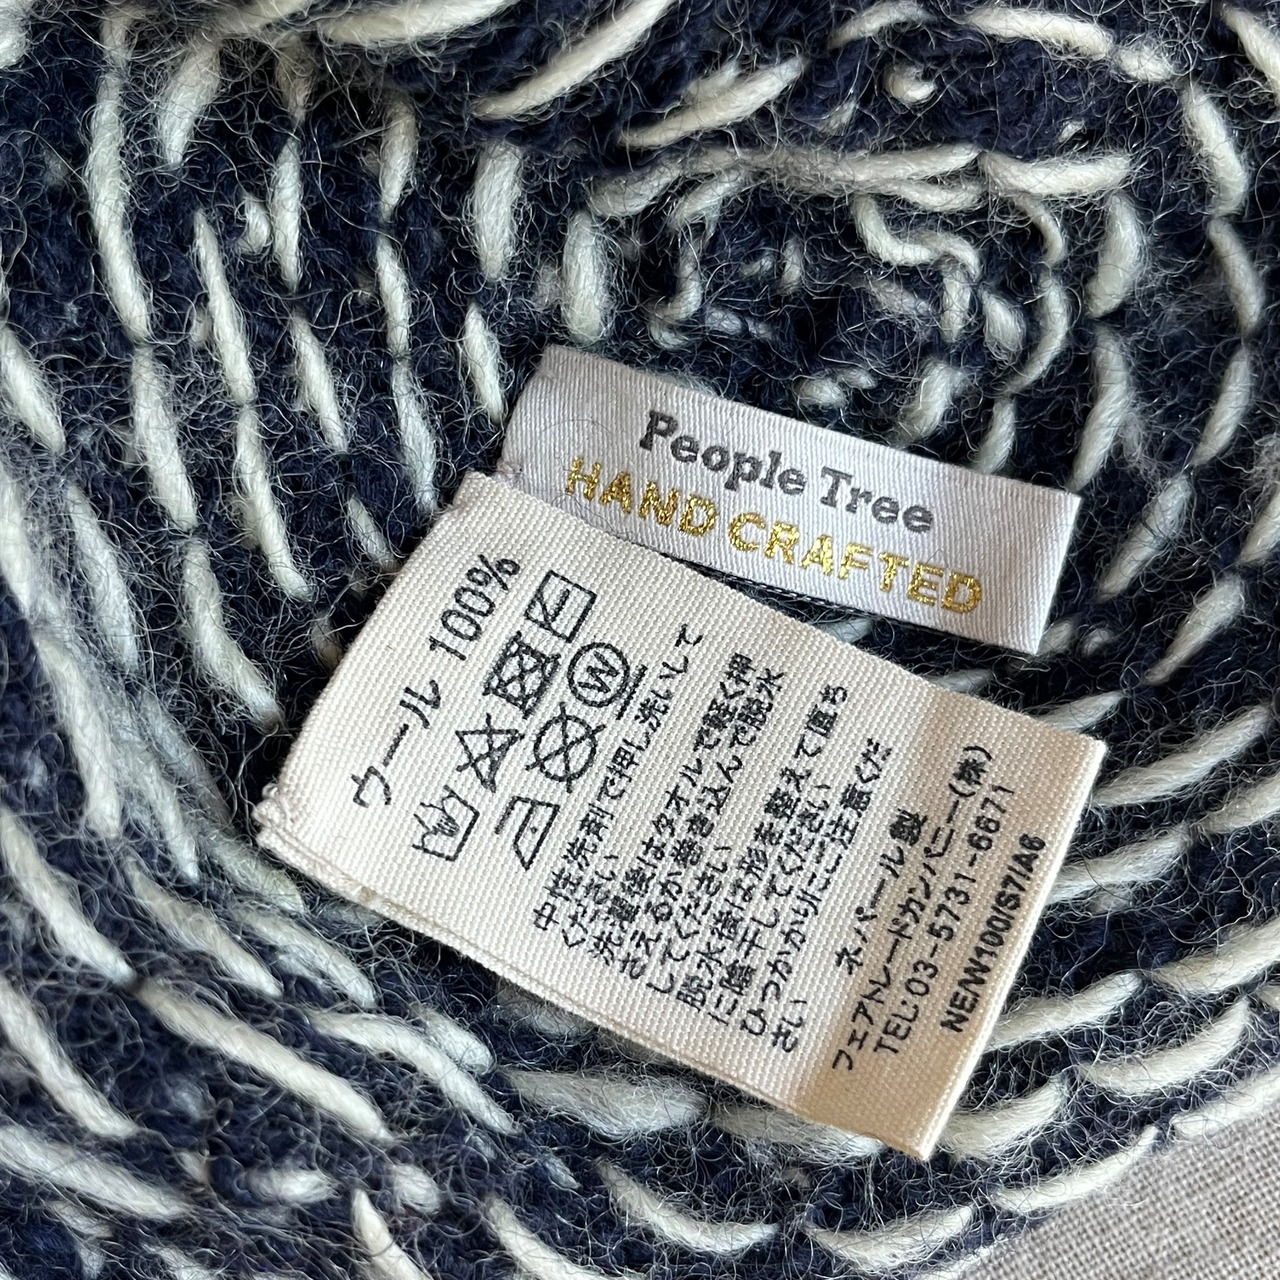 People Tree
HAND CRAFTED
ウール 100%
W
中性洗剤で押し洗いして
ください
洗濯後はタオルで軽く押
さえるか巻き込んで脱水
してください
脱水後は形を整えて直ち
に陰干ししてください
ひっかかりにご注意くだ
さい
ネパール製
フェアトレードカンパニー(株)
TEL:03-5731-6671
NE/W100/S7/A6